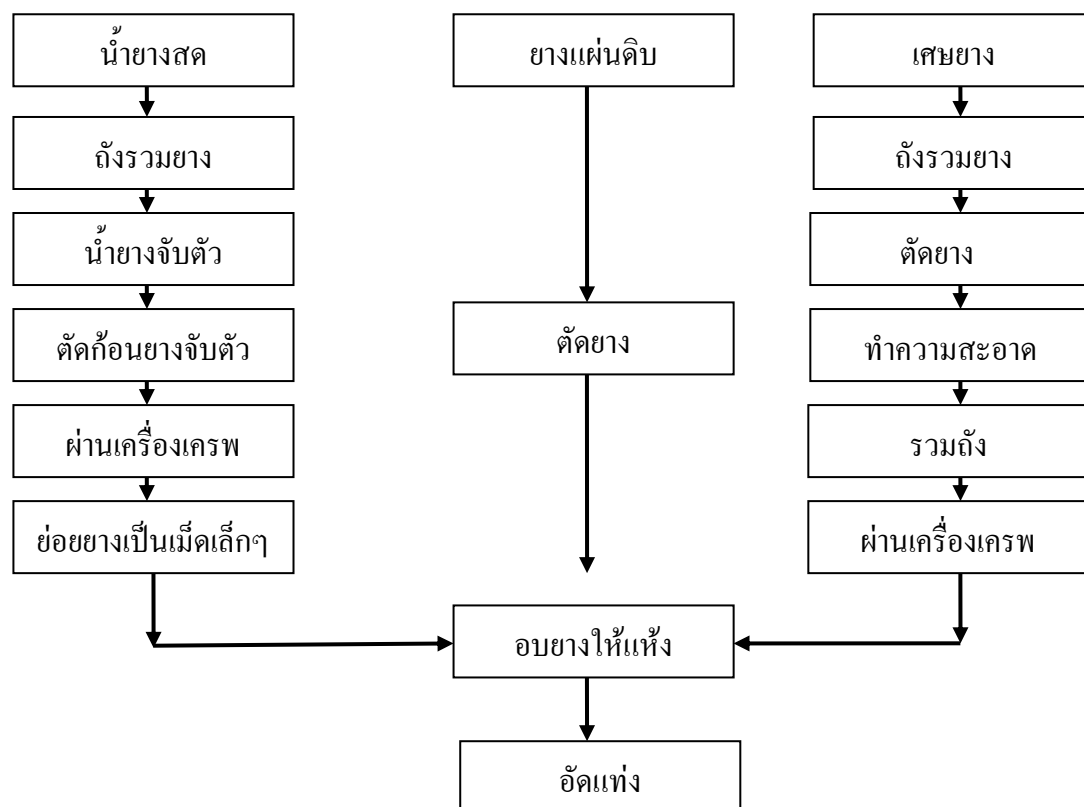 น้ำยางสด
ถังรวมยาง
น้ำยางจับตัว
ตัดก้อนยางจับตัว
ผ่านเครื่องเครพ
ย่อยยางเป็นเม็ดเล็กๆ
ยางแผ่นดิบ
ตัดยาง
เศษยาง
ถังรวมยาง
ตัดยาง
ทำความสะอาด
รวมถัง
ผ่านเครื่องเครพ
อบยางให้แห้ง
อัดแท่ง